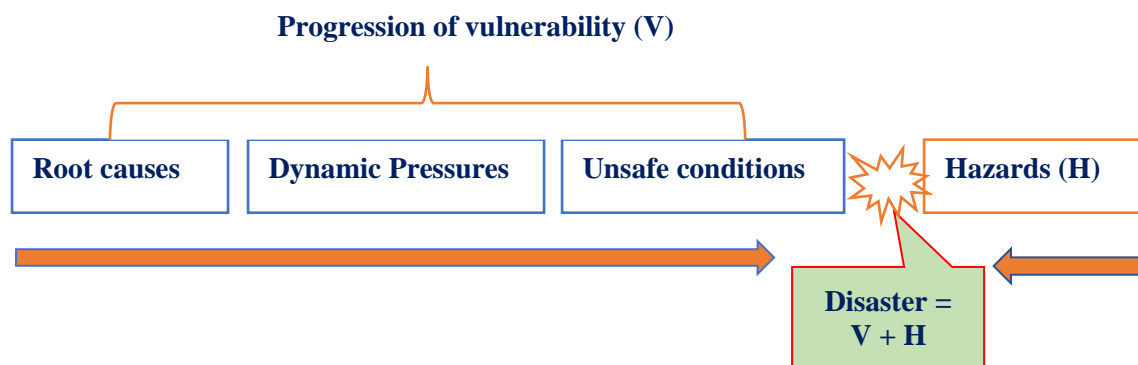 Progression of vulnerability (V)
Root causes
Dynamic Pressures
Unsafe conditions
Hazards (H)
Disaster =
V + H